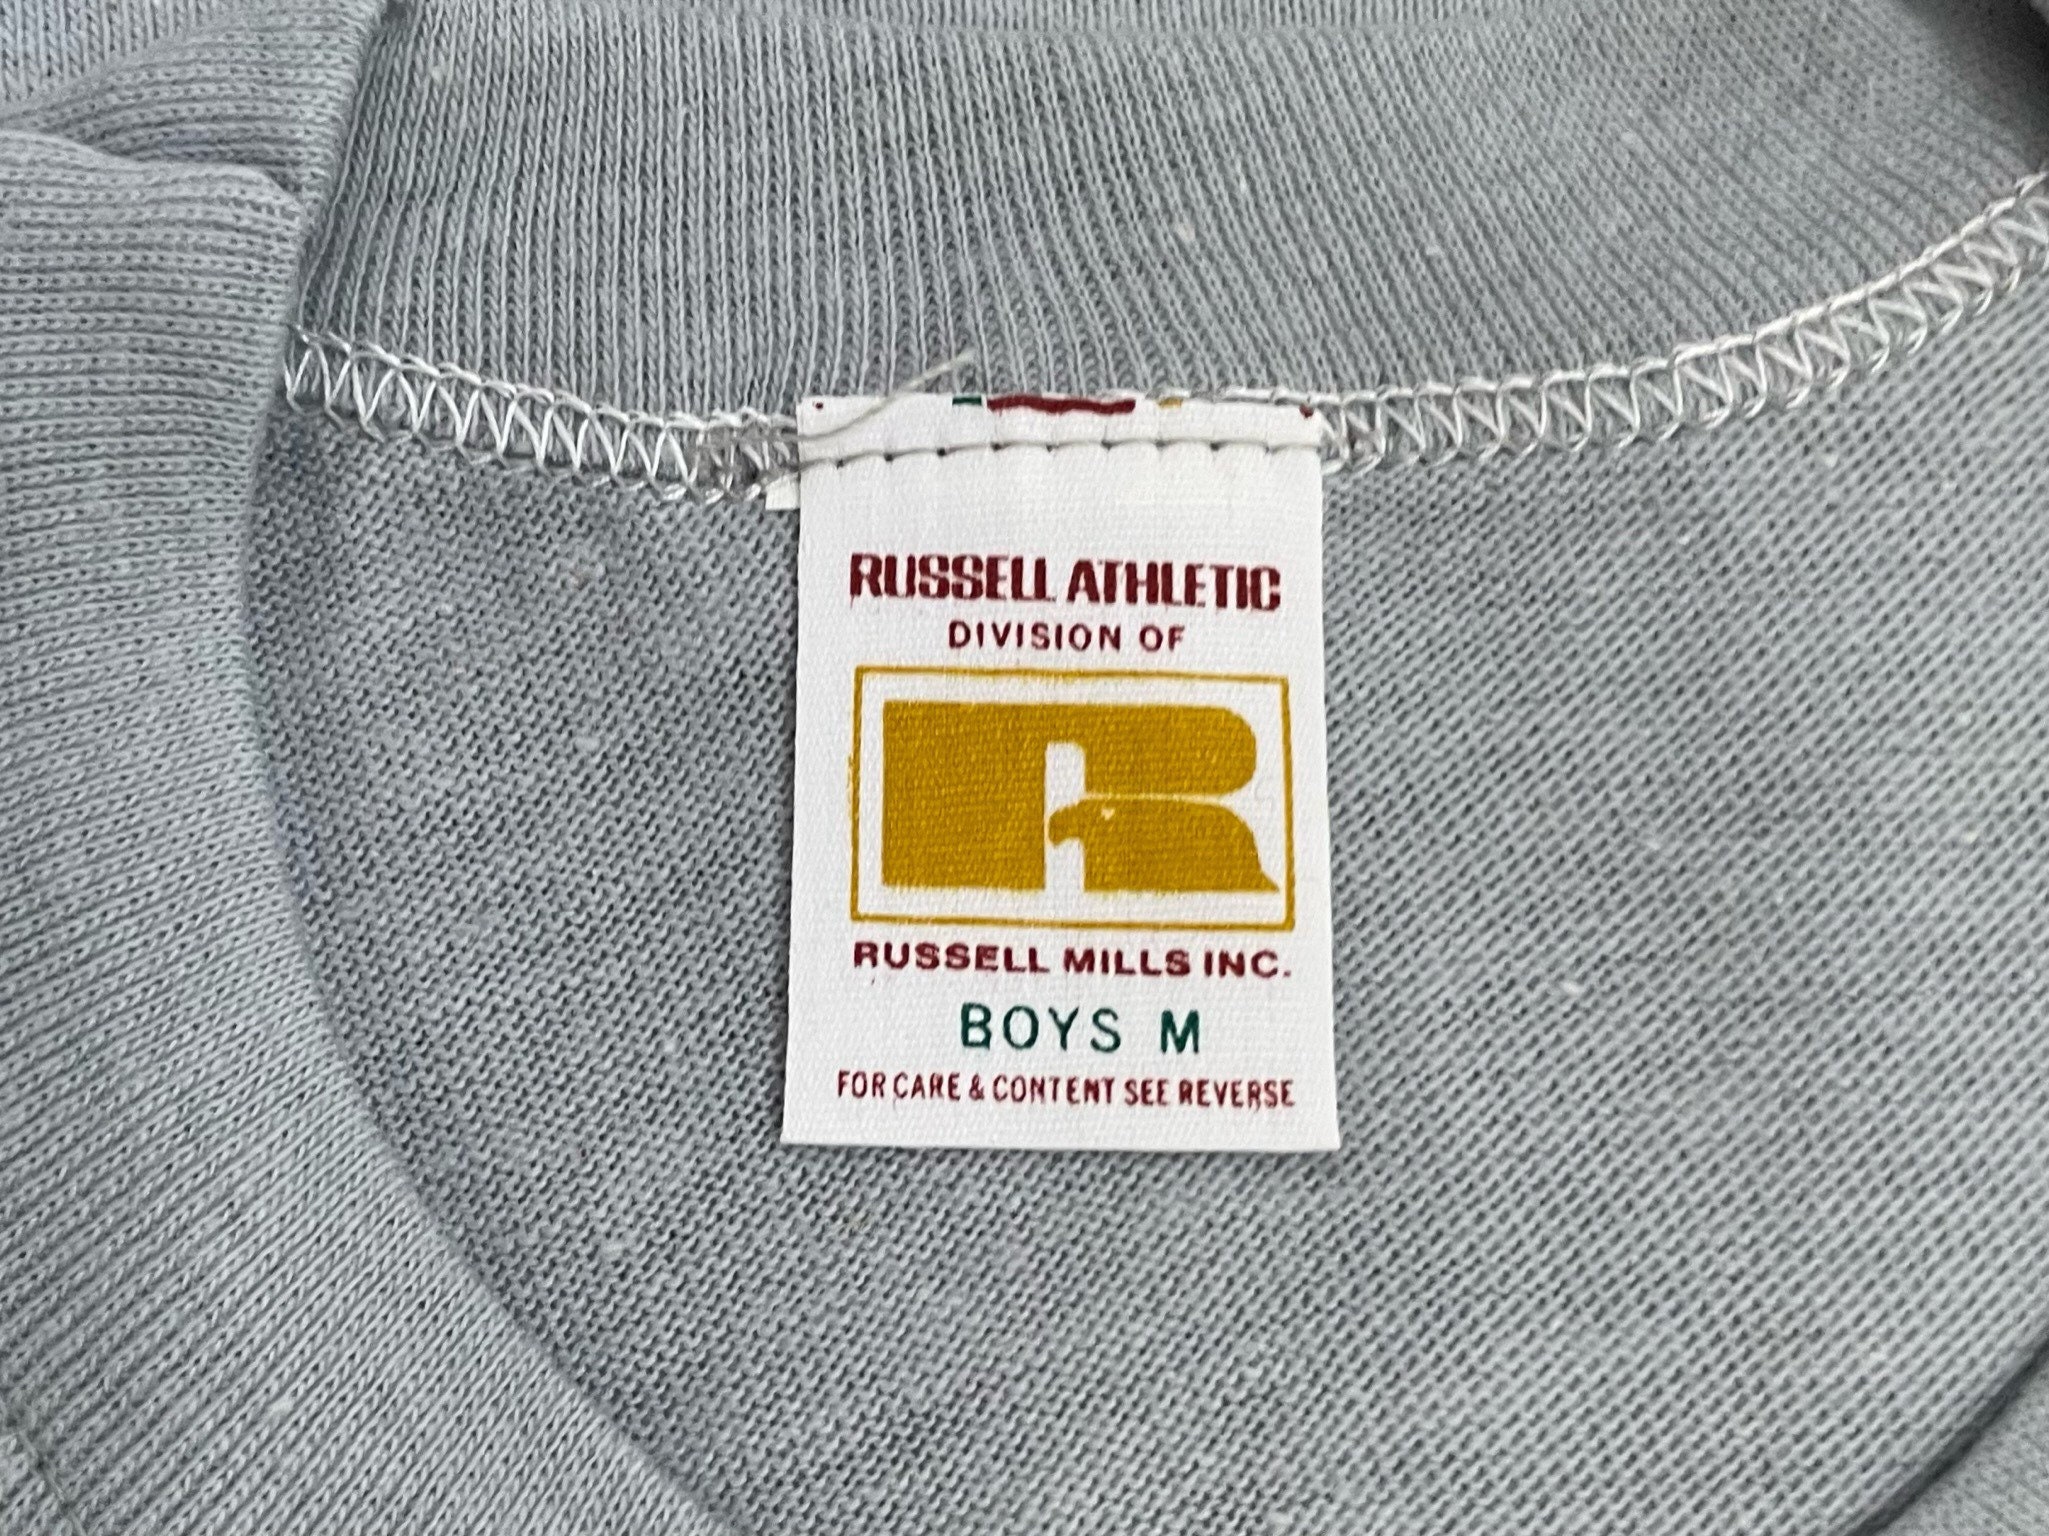 RUSSELL ATHLETIC
DIVISION OF
R
RUSSELL MILLS INC.
BOYS M
FOR CARE & CONTENT SEE REVERSE